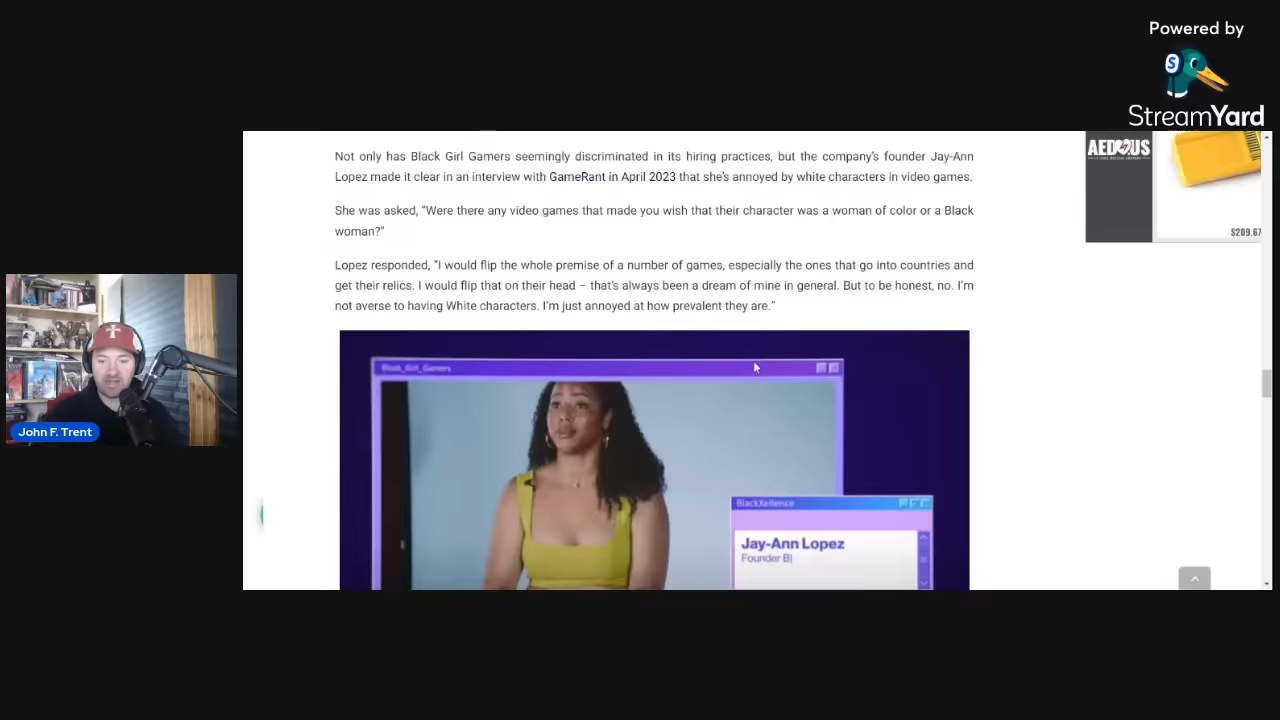 Powered by
StreamYard
Not only has Black Girl Gamers seemingly discriminated in its hiring practices, but the company's founder Jay-Ann
Lopez made it clear in an interview with GameRant in April 2023 that she's annoyed by white characters in video games.
She was asked, “Were there any video games that made you wish that their character was a woman of color or a Black
woman?”
Lopez responded, “I would flip the whole premise of a number of games, especially the ones that go into countries and
get their relics. I would flip that on their head – that's always been a dream of mine in general. But to be honest, no. I'm
not averse to having White characters. I'm just annoyed at how prevalent they are.”
$209.67
John F. Trent
Black_Girl_Gamers
BlackXellence
Jay-Ann Lopez
Founder Bl